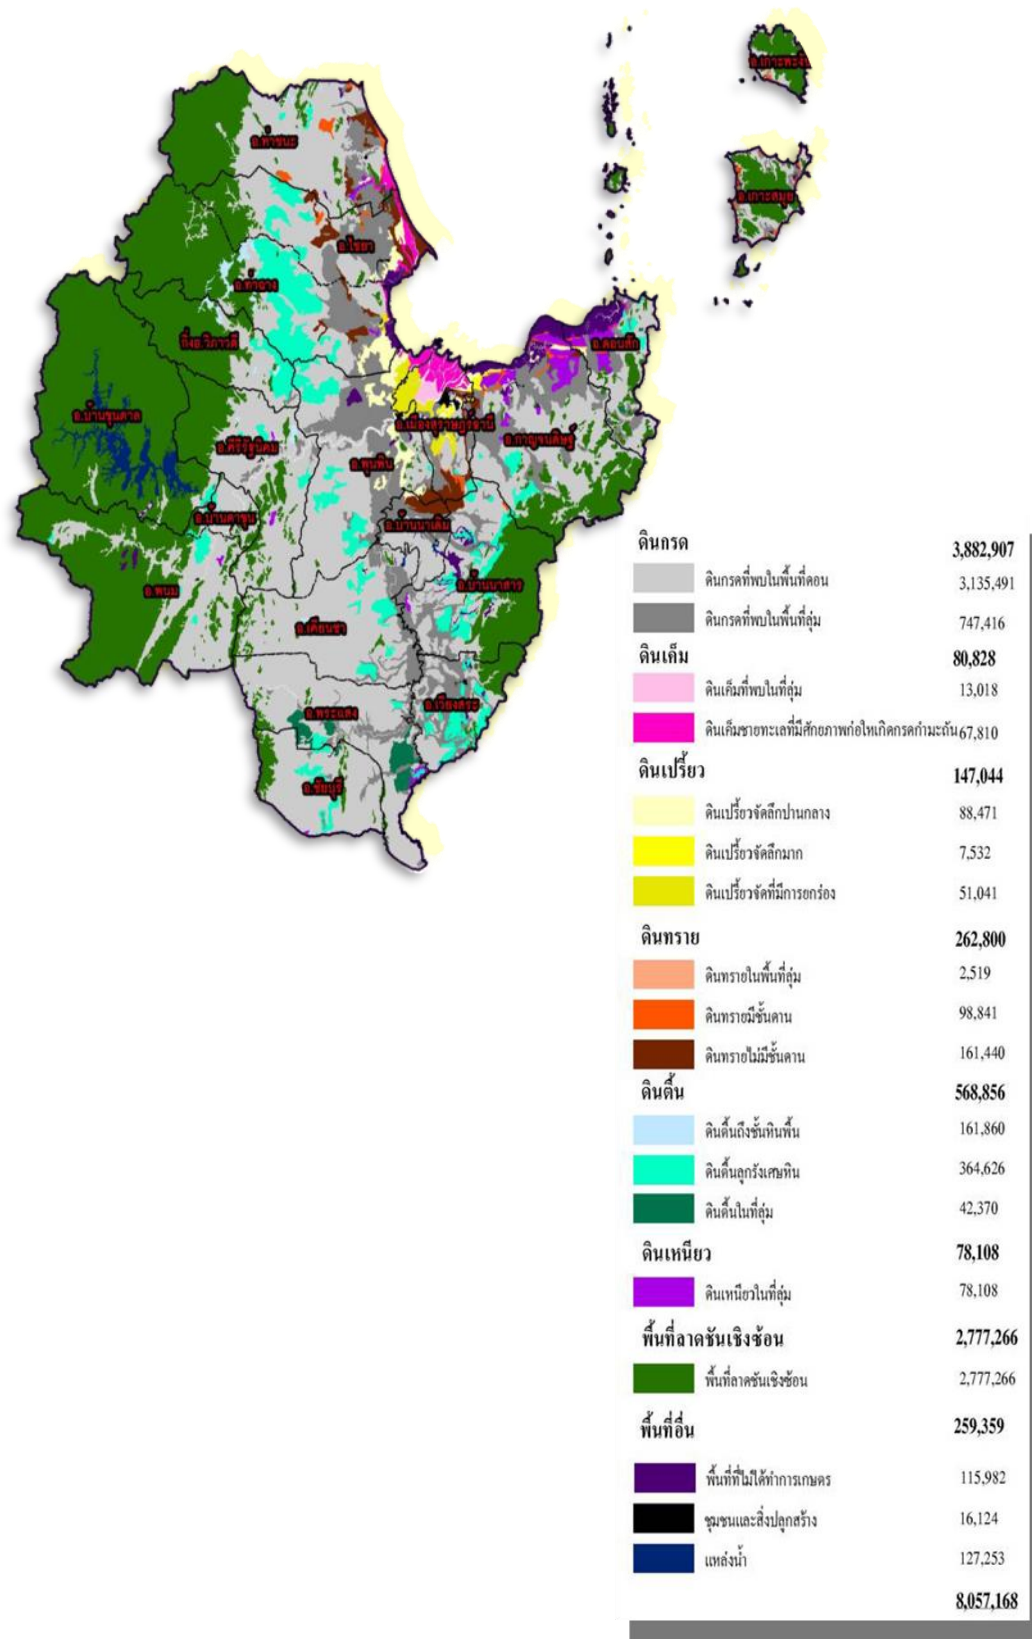 อ.เกาะพะงัน
อ.ท่าชนะ
อ.เกาะสมุย
อ.ไชยา
อ.ท่าฉาง
กิ่งอ.วิภาวดี
อ.ดอนสัก
อ.บ้านขุนตาล
อ.เมืองสุราษฎร์ธานี
อ.คีรีรัฐนิคม
อ.กาญจนดิษฐ์
อ.พุนพิน
อ.บ้านตาขุน
อ.บ้านนาเดิม
อ.พนม
อ.บ้านนาสาร
อ.เคียนซา
อ.พระแสง
อ.เวียงสระ
อ.ชัยบุรี
ดินกรด 3,882,907
ดินกรดที่พบในพื้นที่ดอน 3,135,491
ดินกรดที่พบในพื้นที่ลุ่ม 747,416
ดินเค็ม 80,828
ดินเค็มที่พบในที่ลุ่ม 13,018
ดินเค็มชายทะเลที่มีศักยภาพก่อให้เกิดกรดกำมะถัน 67,810
ดินเปรี้ยว 147,044
ดินเปรี้ยวจัดลึกปานกลาง 88,471
ดินเปรี้ยวจัดลึกมาก 7,532
ดินเปรี้ยวจัดที่มีการยกร่อง 51,041
ดินทราย 262,800
ดินทรายในพื้นที่ลุ่ม 2,519
ดินทรายมีชั้นดาน 98,841
ดินทรายไม่มีชั้นดาน 161,440
ดินตื้น 568,856
ดินตื้นถึงชั้นหินพื้น 161,860
ดินตื้นลูกรังเศษหิน 364,626
ดินตื้นในที่ลุ่ม 42,370
ดินเหนียว 78,108
ดินเหนียวในที่ลุ่ม 78,108
พื้นที่ลาดชันเชิงซ้อน 2,777,266
พื้นที่ลาดชันเชิงซ้อน 2,777,266
พื้นที่อื่น 259,359
พื้นที่ที่ไม่ได้ทำการเกษตร 115,982
ชุมชนและสิ่งปลูกสร้าง 16,124
แหล่งน้ำ 127,253
8,057,168